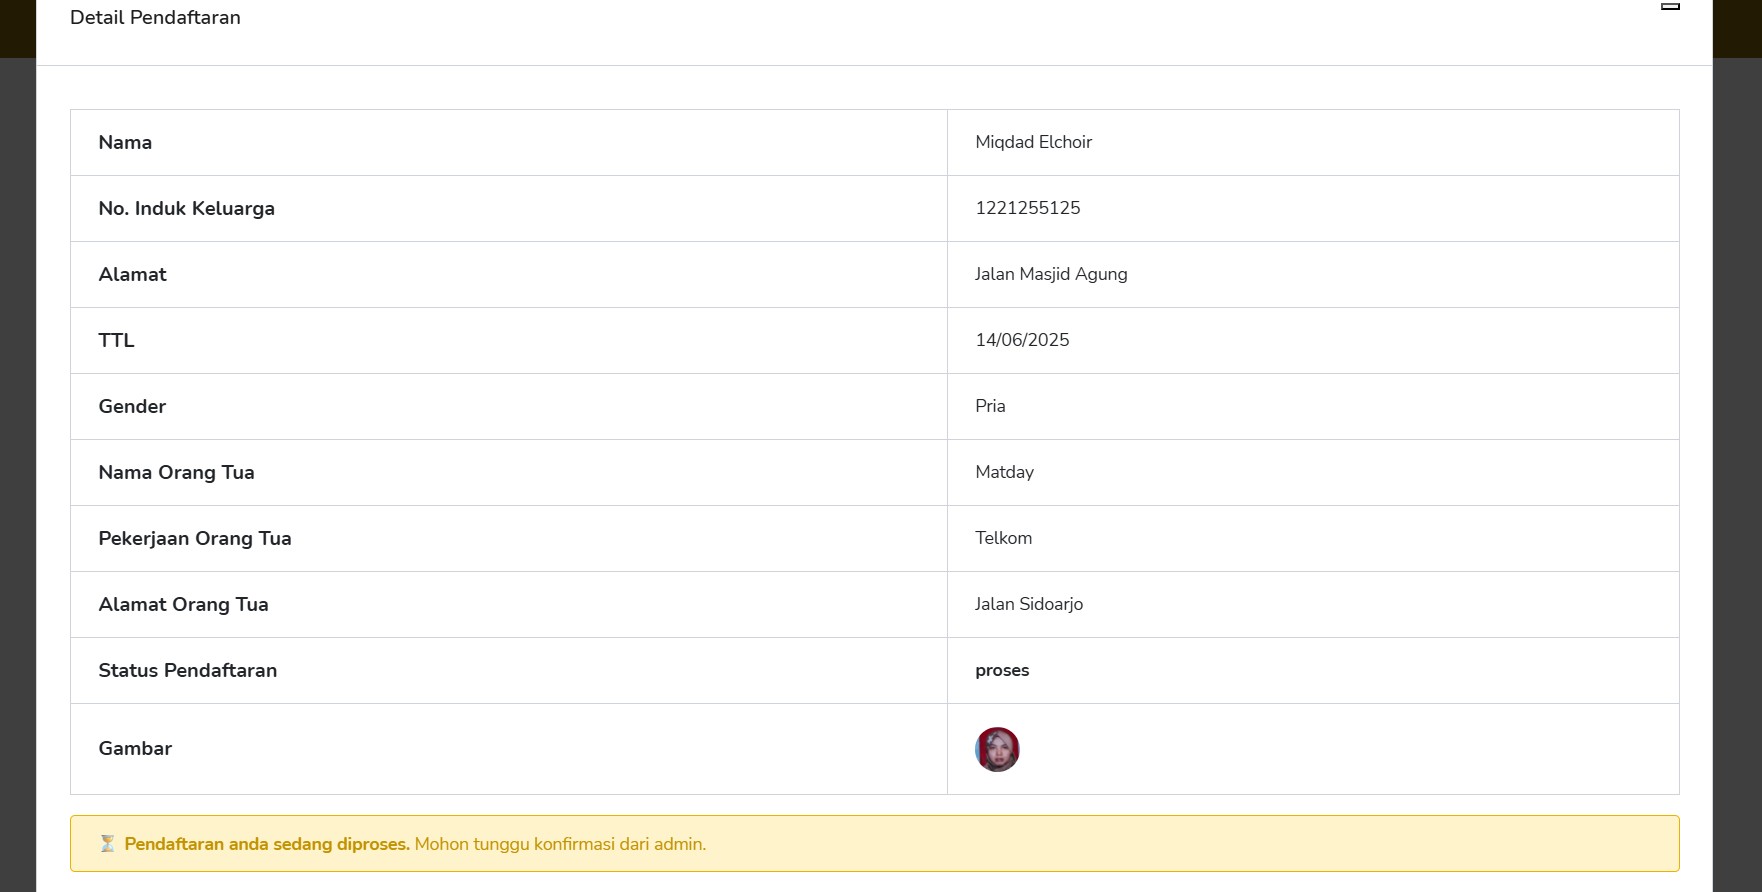 Detail Pendaftaran
Nama Miqdad Elchoir
No. Induk Keluarga 1221255125
Alamat Jalan Masjid Agung
TTL 14/06/2025
Gender Pria
Nama Orang Tua Matday
Pekerjaan Orang Tua Telkom
Alamat Orang Tua Jalan Sidoarjo
Status Pendaftaran proses
Gambar
⏳ Pendaftaran anda sedang diproses. Mohon tunggu konfirmasi dari admin.